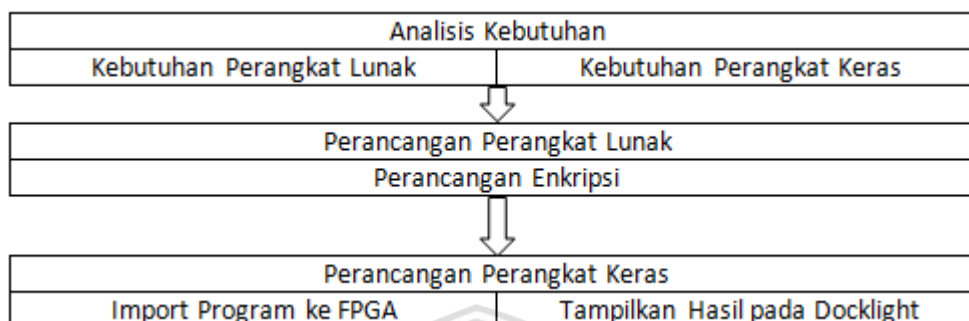 Analisis Kebutuhan
Kebutuhan Perangkat Lunak Kebutuhan Perangkat Keras
Perancangan Perangkat Lunak
Perancangan Enkripsi
Perancangan Perangkat Keras
Import Program ke FPGA Tampilkan Hasil pada Docklight